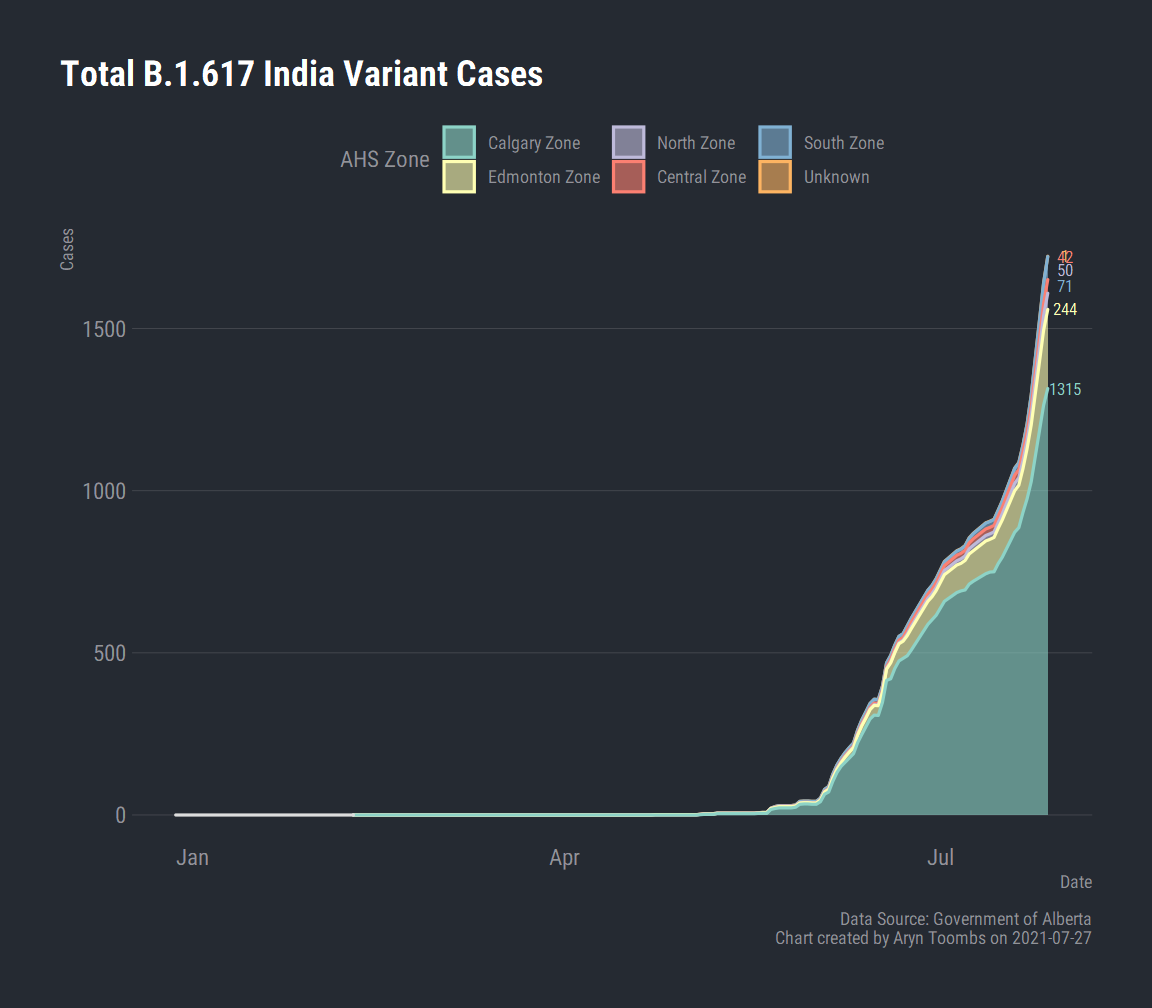 Total B.1.617 India Variant Cases
AHS Zone
Calgary Zone North Zone South Zone
Edmonton Zone Central Zone Unknown
Cases
42
50
71
244
1315
1500
1000
500
0
Jan Apr Jul
Date
Data Source: Government of Alberta
Chart created by Aryn Toombs on 2021-07-27